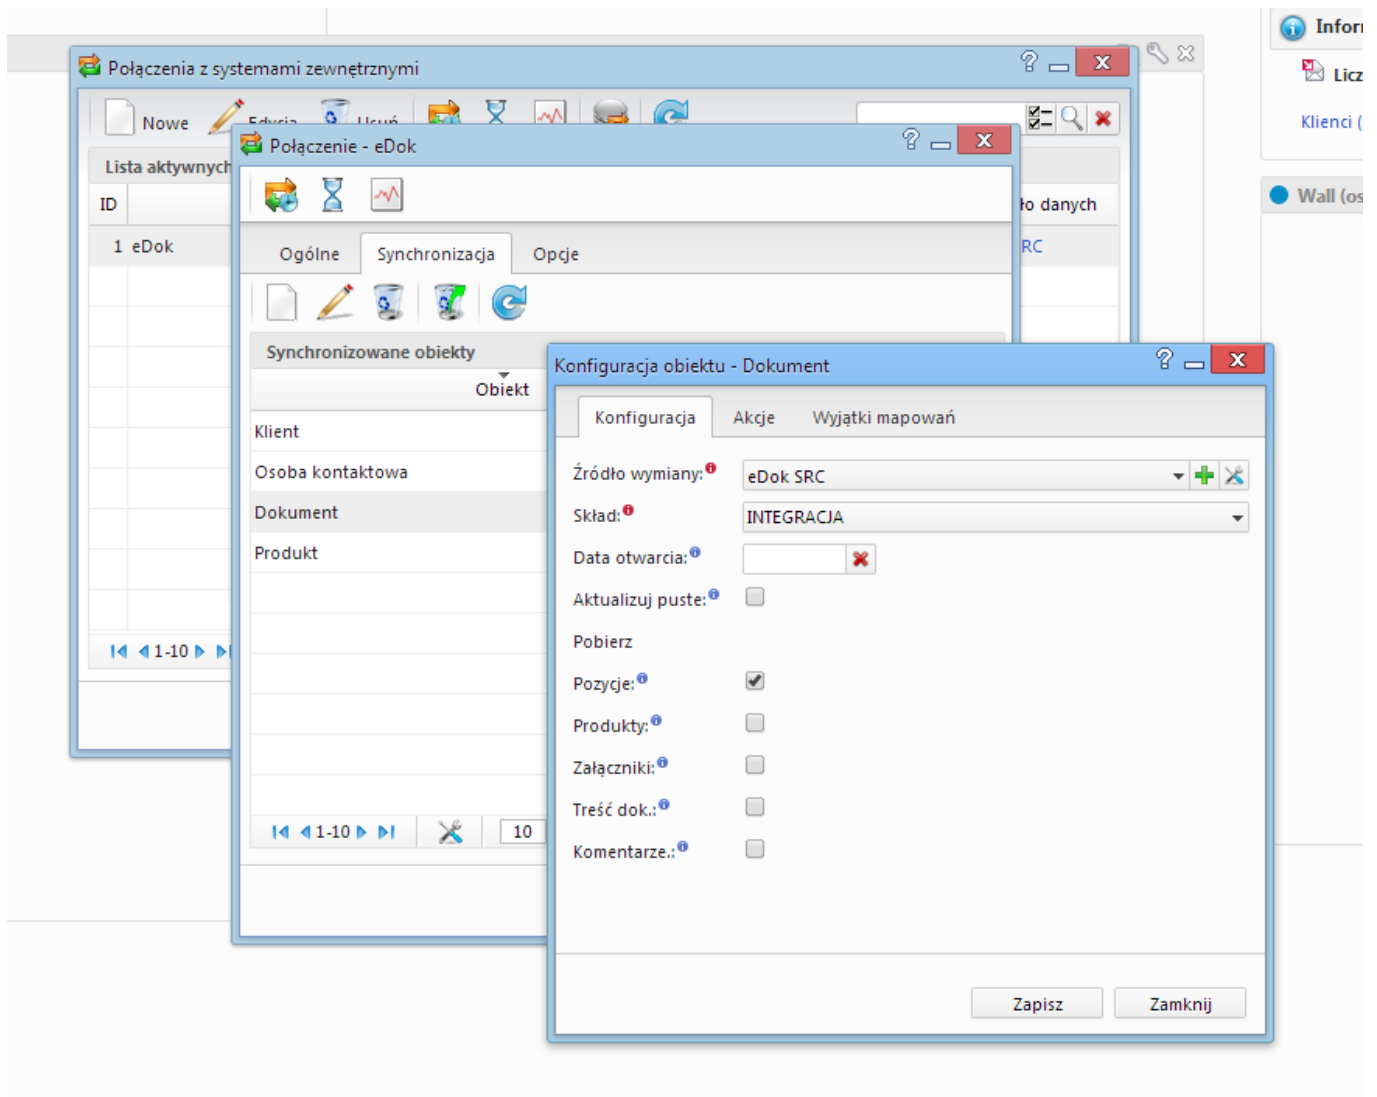 Połączenia z systemami zewnętrznymi
Nowe
Edycja
Usuń
Lista aktywnych
ID
1 eDok
1-10
Połączenie - eDok
Ogólne
Synchronizacja
Opcje
Synchronizowane obiekty
Obiekt
Klient
Osoba kontaktowa
Dokument
Produkt
1-10
10
ło danych
RC
Konfiguracja obiektu - Dokument
Konfiguracja
Akcje
Wyjątki mapowań
Źródło wymiany:
eDok SRC
Skład:
INTEGRACJA
Data otwarcia:
Aktualizuj puste:
Pobierz
Pozycje:
Produkty:
Załączniki:
Treść dok.:
Komentarze.:
Zapisz
Zamknij
Infor
Licz
Klienci (
Wall (os